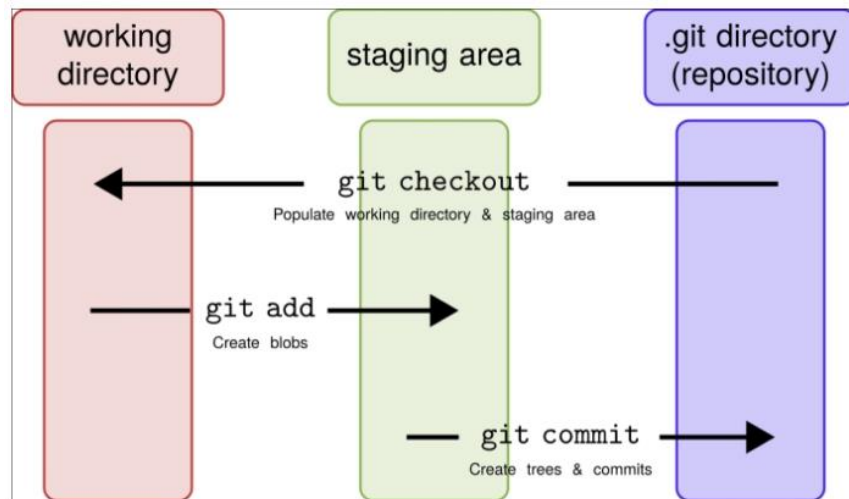 working
directory
staging area
.git directory
(repository)
git checkout
Populate working directory & staging area
git add
Create blobs
git commit
Create trees & commits